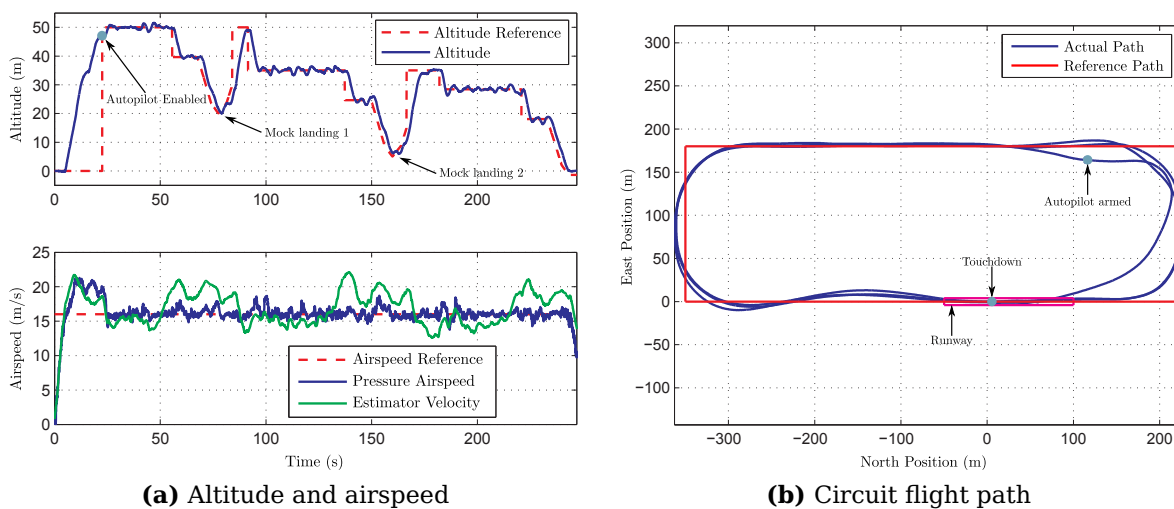 50
40
30
20
10
0
Altitude (m)
Altitude Reference
Altitude
Autopilot Enabled
Mock landing 1
Mock landing 2
0
50
100
150
200
25
20
15
10
5
0
Airspeed (m/s)
Airspeed Reference
Pressure Airspeed
Estimator Velocity
0
50
100
150
200
Time (s)
(a) Altitude and airspeed
300
250
200
150
100
50
0
−50
−100
East Position (m)
Actual Path
Reference Path
Autopilot armed
Touchdown
Runway
−300
−200
−100
0
100
200
North Position (m)
(b) Circuit flight path